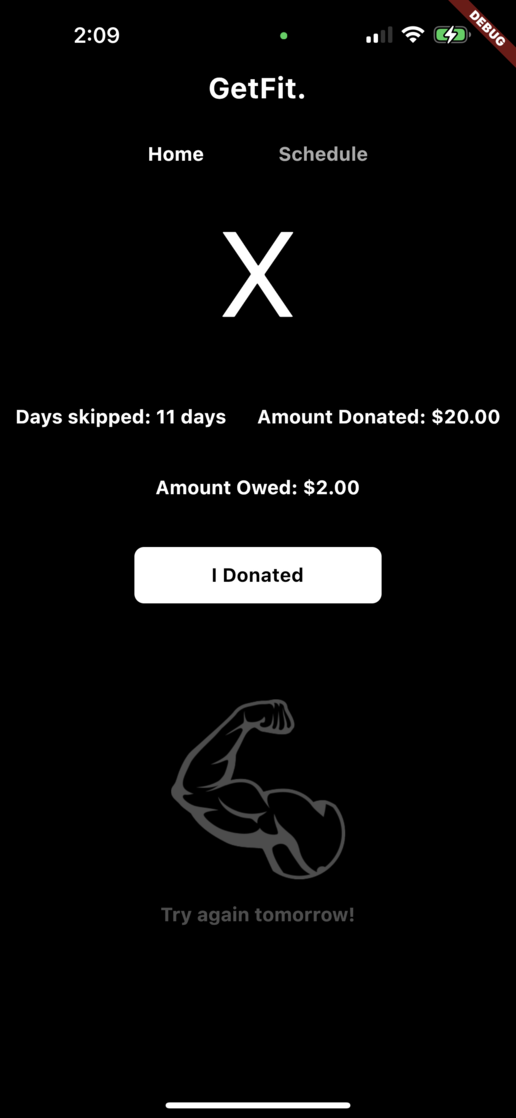 2:09
DEBUG
GetFit.
Home Schedule
X
Days skipped: 11 days Amount Donated: $20.00
Amount Owed: $2.00
I Donated
Try again tomorrow!